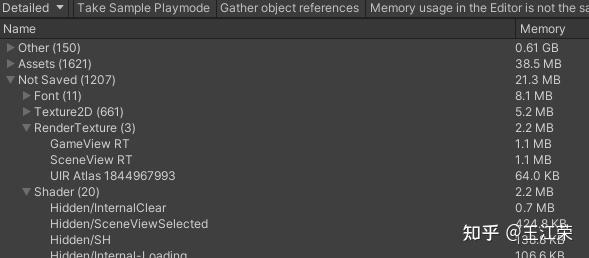 Detailed Take Sample Playmode Gather object references Memory usage in the Editor is not the sa
Name Memory
Other (150) 0.61 GB
Assets (1621) 38.5 MB
Not Saved (1207) 21.3 MB
Font (11) 8.1 MB
Texture2D (661) 5.2 MB
RenderTexture (3) 2.2 MB
GameView RT 1.1 MB
SceneView RT 1.1 MB
UIR Atlas 1844967993 64.0 KB
Shader (20) 2.2 MB
Hidden/InternalClear 0.7 MB
Hidden/SceneViewSelected 424.8 KB
Hidden/SH
Hidden/Internal-Loading 106.6 KB
知乎 @王江荣